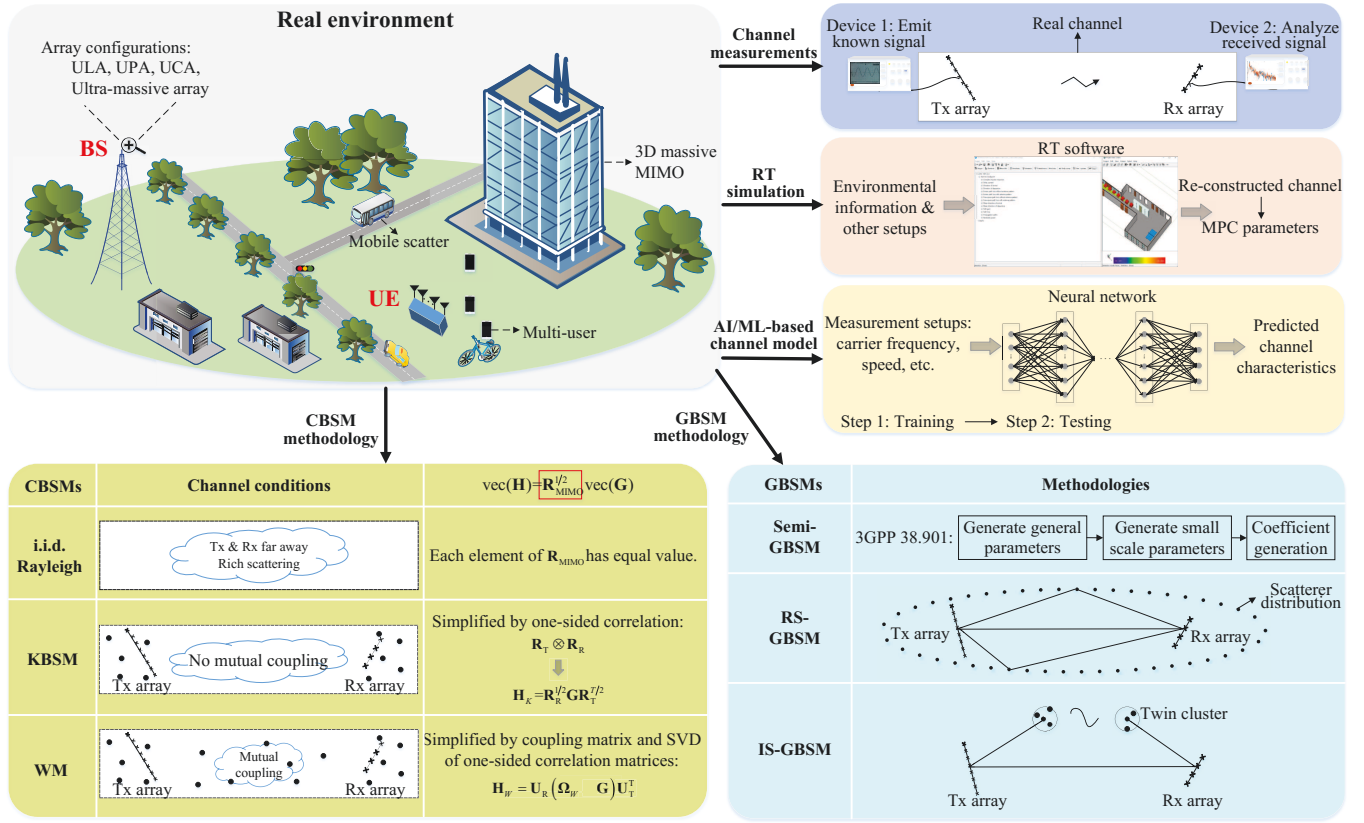 Real environment
Array configurations:
ULA, UPA, UCA,
Ultra-massive array
BS
3D massive
MIMO
Mobile scatter
UE
Multi-user
Channel
measurements
Device 1: Emit
known signal
Real channel
Device 2: Analyze
received signal
Tx array
Rx array
RT
simulation
RT software
Environmental
information &
other setups
Re-constructed channel
MPC parameters
AI/ML-based
channel model
Neural network
Measurement setups:
carrier frequency,
speed, etc.
...
Predicted
channel
characteristics
Step 1: Training
Step 2: Testing
CBSM
methodology
GBSM
methodology
CBSMs
Channel conditions
vec(H)=R_MIMO^{1/2} vec(G)
i.i.d.
Rayleigh
Tx & Rx far away
Rich scattering
Each element of R_MIMO has equal value.
KBSM
No mutual coupling
Tx array
Rx array
Simplified by one-sided correlation:
R_T ⊗ R_R
H_K=R_R^{1/2}GR_T^{T/2}
WM
Mutual
coupling
Tx array
Rx array
Simplified by coupling matrix and SVD
of one-sided correlation matrices:
H_W = U_R (Ω_W G) U_T^T
GBSMs
Methodologies
Semi-
GBSM
3GPP 38.901:
Generate general
parameters
Generate small
scale parameters
Coefficient
generation
RS-
GBSM
Scatterer
distribution
Tx array
Rx array
IS-GBSM
Twin cluster
Tx array
Rx array